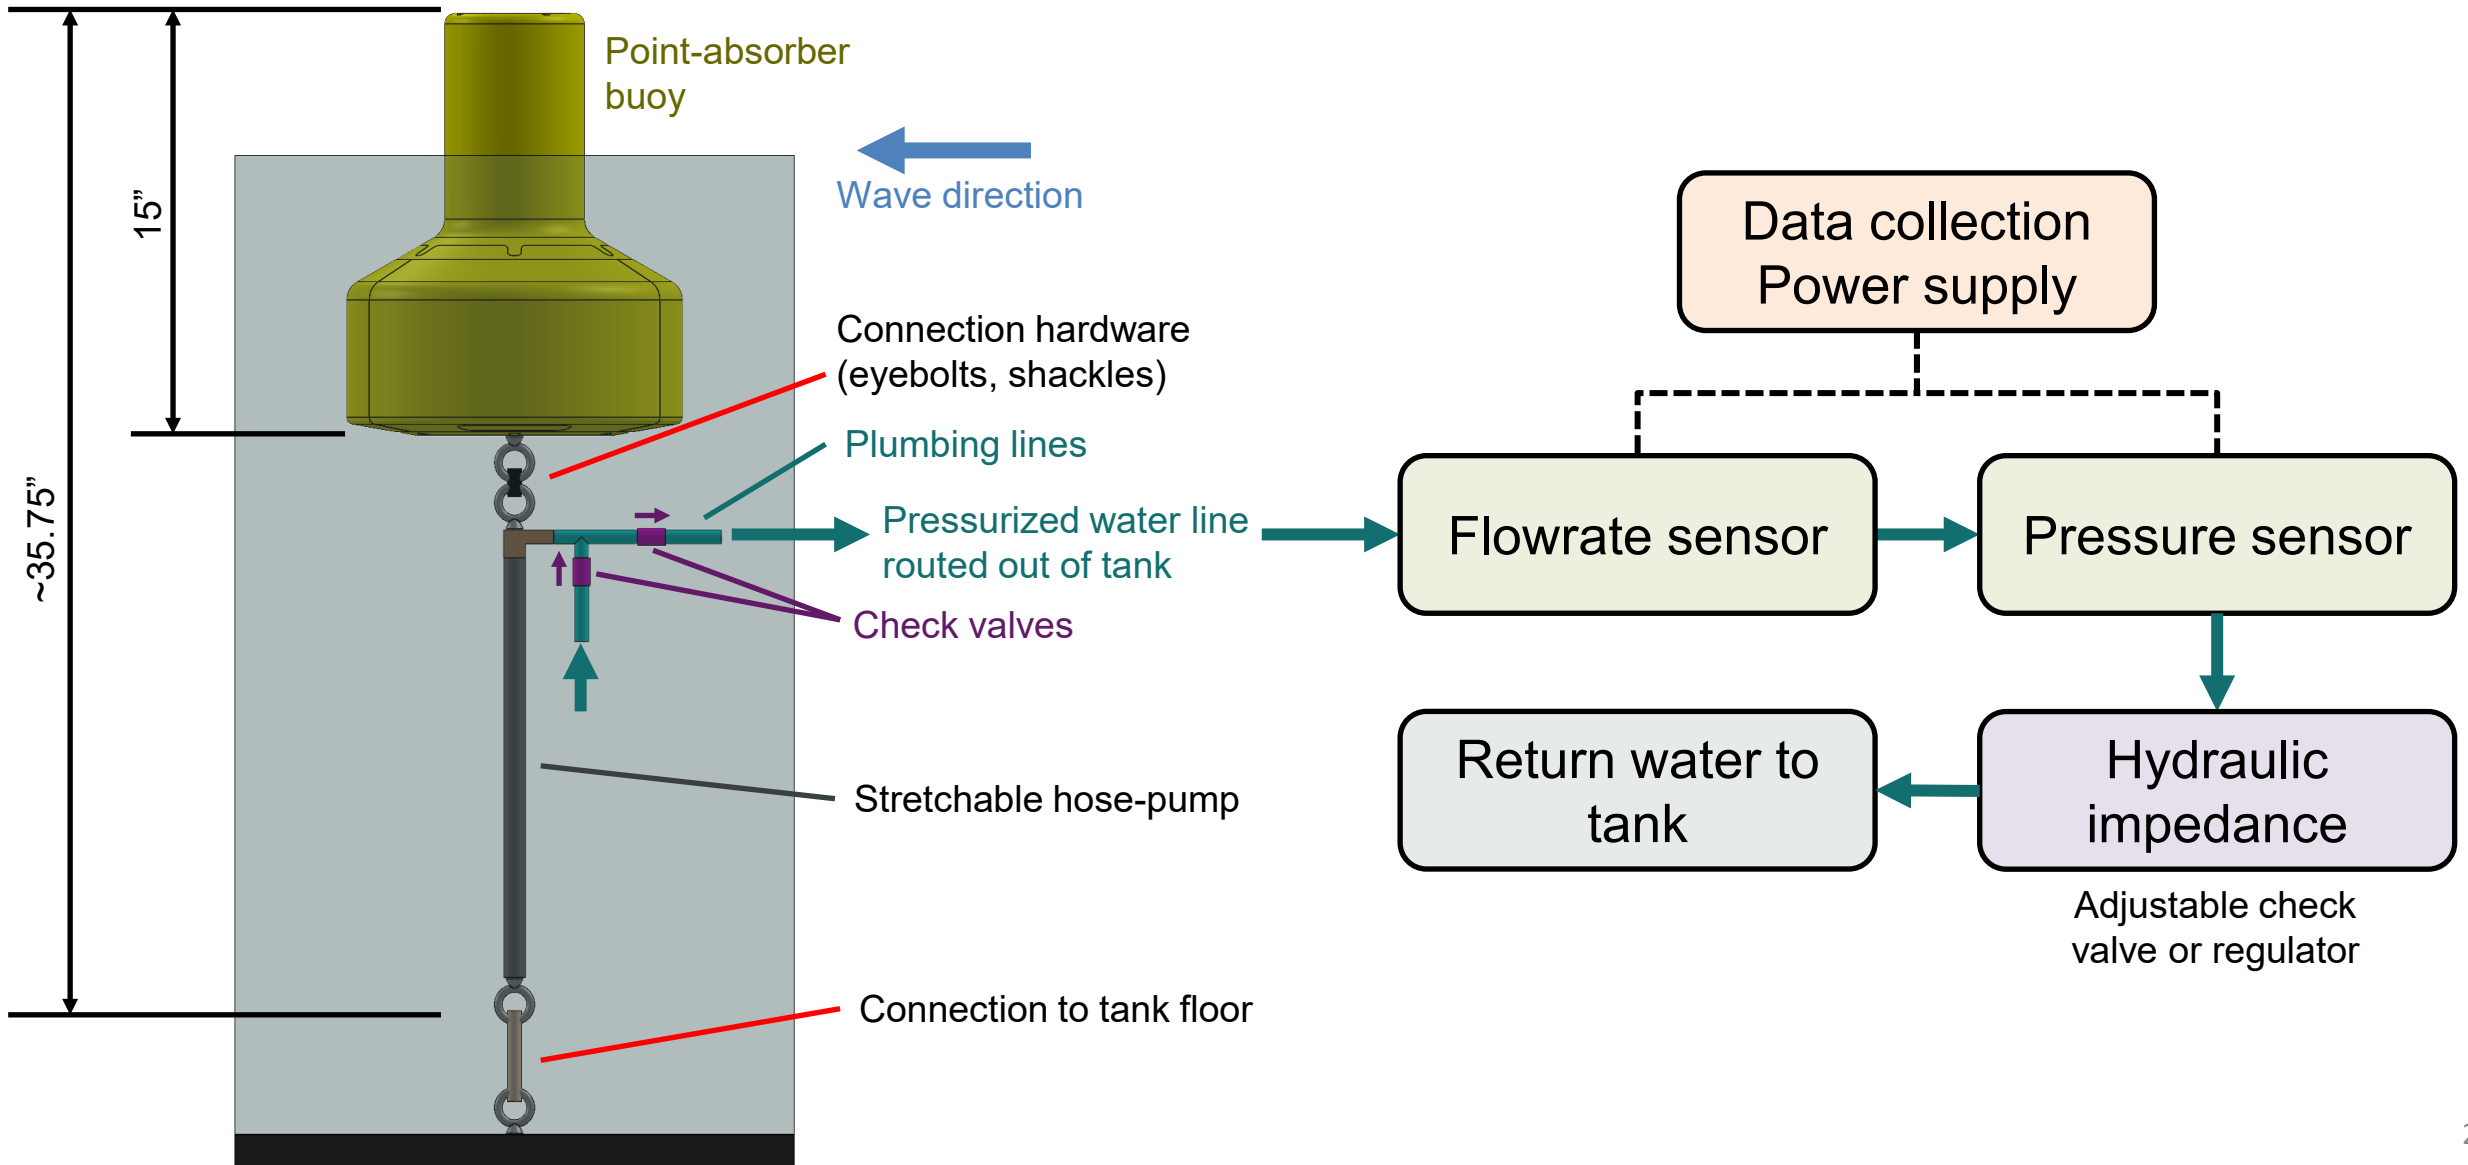 Point-absorber
buoy
Wave direction
15”
~35.75”
Connection hardware
(eyebolts, shackles)
Plumbing lines
Pressurized water line
routed out of tank
Check valves
Stretchable hose-pump
Connection to tank floor
Data collection
Power supply
Flowrate sensor
Pressure sensor
Return water to
tank
Hydraulic
impedance
Adjustable check
valve or regulator